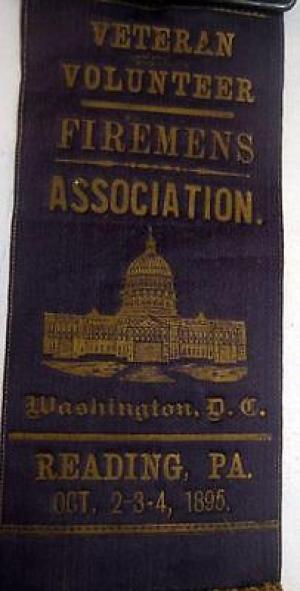 VETERAN
VOLUNTEER
FIREMENS
ASSOCIATION.
Washington, D. C.
READING, PA.
OCT, 2-3-4, 1895.